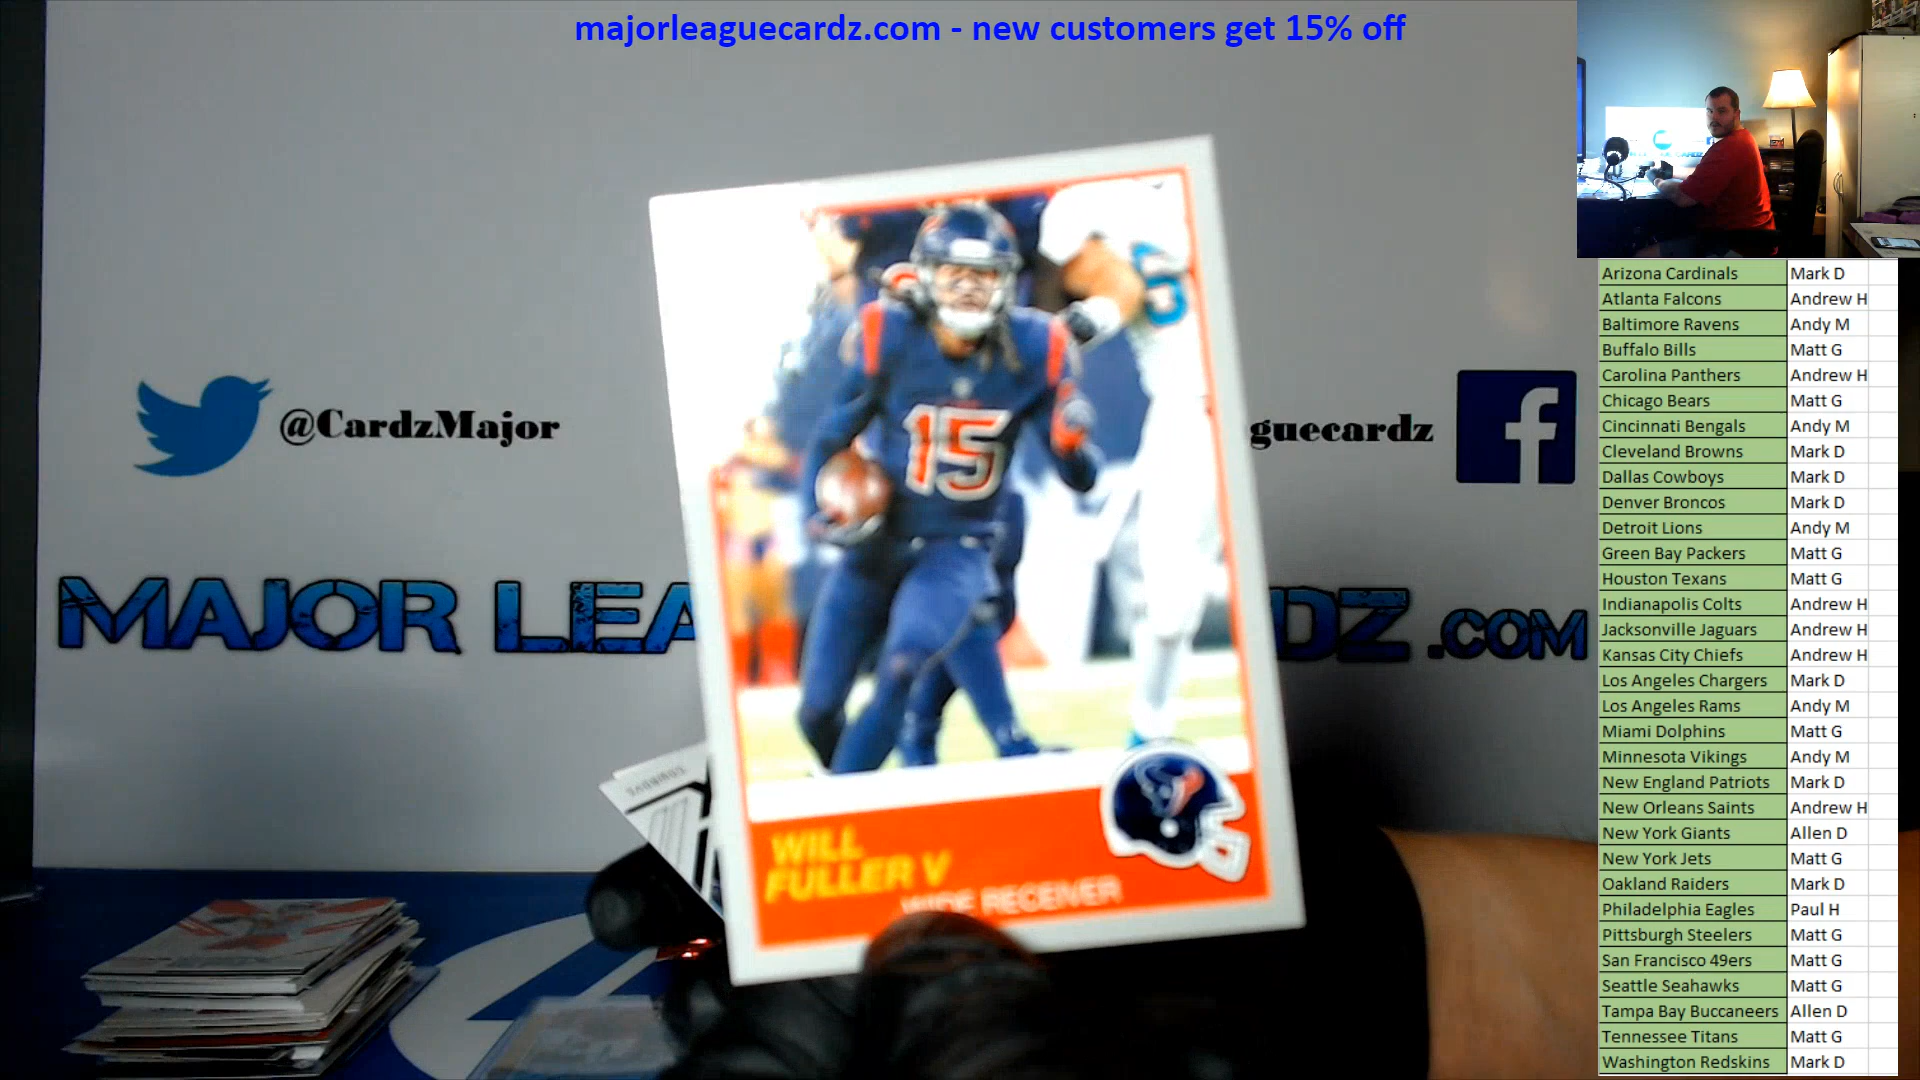 majorleaguecardz.com - new customers get 15% off
@CardzMajor
guecardz
f
MAJOR LEA
DZ.COM
15
5
WILL
FULLER V
WIDE RECEIVER
COWBOYS
Arizona Cardinals Mark D
Atlanta Falcons Andrew H
Baltimore Ravens Andy M
Buffalo Bills Matt G
Carolina Panthers Andrew H
Chicago Bears Matt G
Cincinnati Bengals Andy M
Cleveland Browns Mark D
Dallas Cowboys Mark D
Denver Broncos Mark D
Detroit Lions Andy M
Green Bay Packers Matt G
Houston Texans Matt G
Indianapolis Colts Andrew H
Jacksonville Jaguars Andrew H
Kansas City Chiefs Andrew H
Los Angeles Chargers Mark D
Los Angeles Rams Andy M
Miami Dolphins Matt G
Minnesota Vikings Andy M
New England Patriots Mark D
New Orleans Saints Andrew H
New York Giants Allen D
New York Jets Matt G
Oakland Raiders Mark D
Philadelphia Eagles Paul H
Pittsburgh Steelers Matt G
San Francisco 49ers Matt G
Seattle Seahawks Matt G
Tampa Bay Buccaneers Allen D
Tennessee Titans Matt G
Washington Redskins Mark D